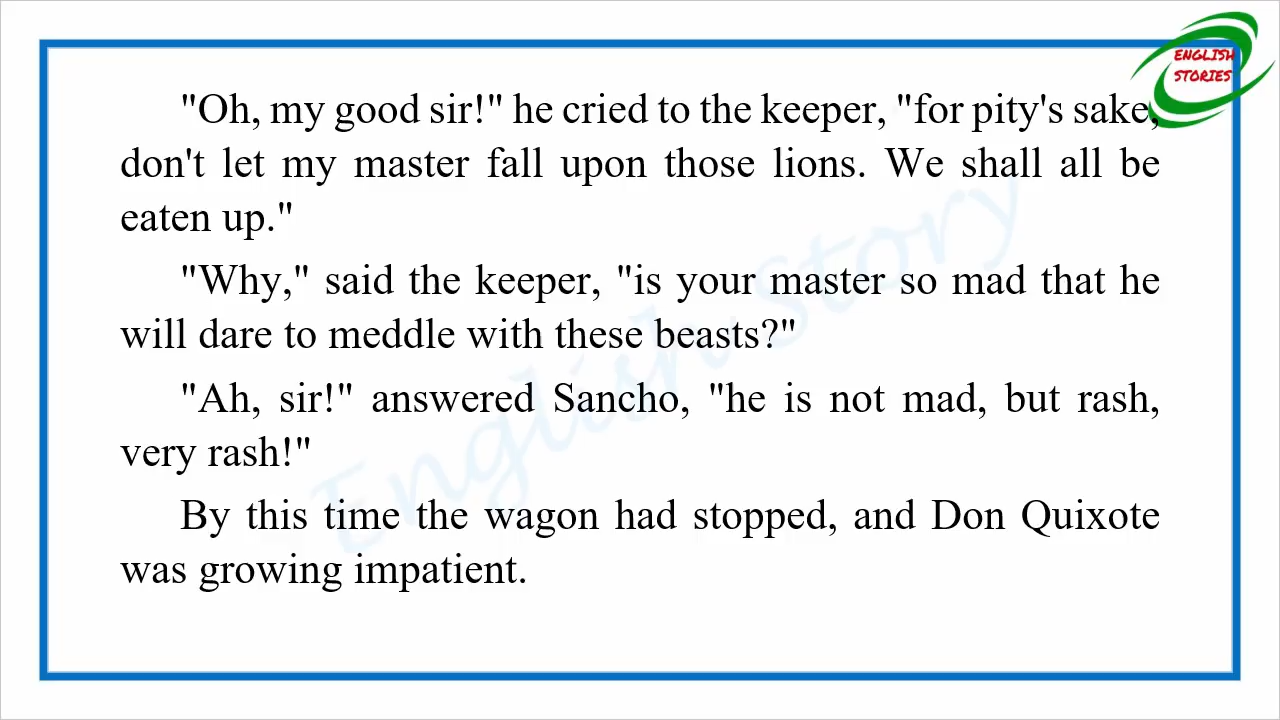 ENGLISH
STORIES
"Oh, my good sir!" he cried to the keeper, "for pity's sake,
don't let my master fall upon those lions. We shall all be
eaten up."
"Why," said the keeper, "is your master so mad that he
will dare to meddle with these beasts?"
"Ah, sir!" answered Sancho, "he is not mad, but rash,
very rash!"
By this time the wagon had stopped, and Don Quixote
was growing impatient.
English Story